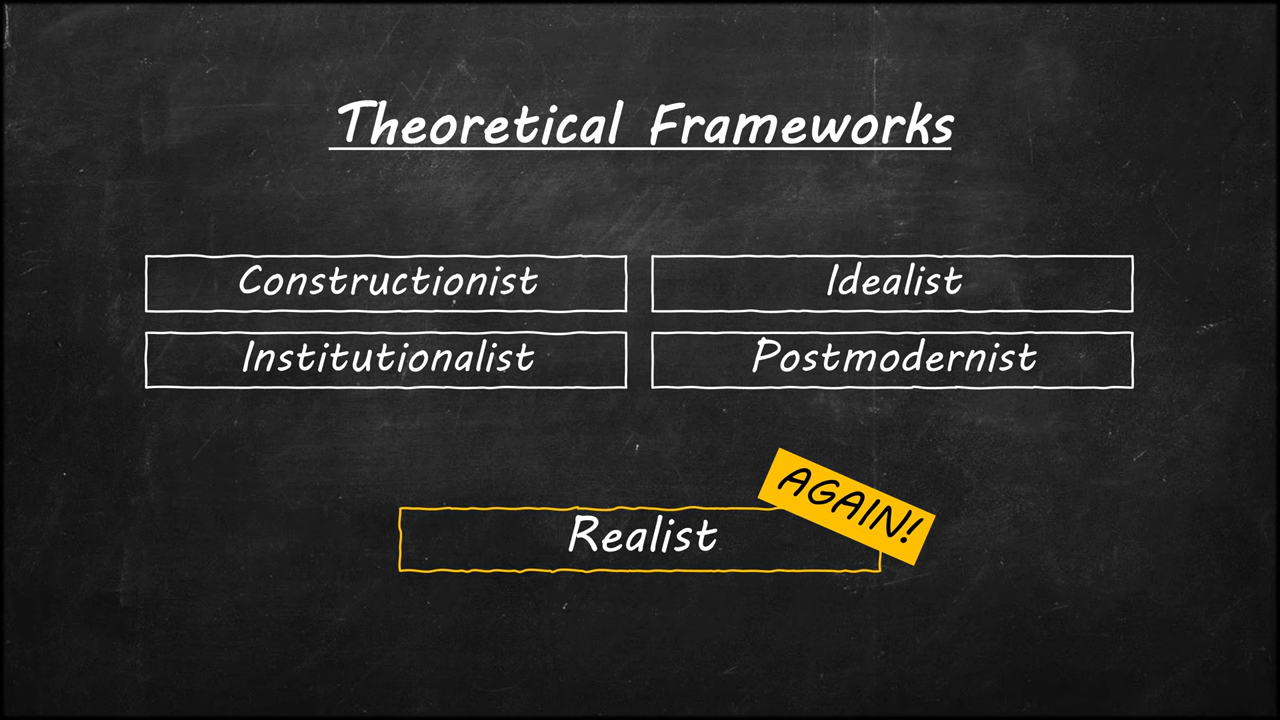 Theoretical Frameworks
Constructionist
Idealist
Institutionalist
Postmodernist
AGAIN!
Realist